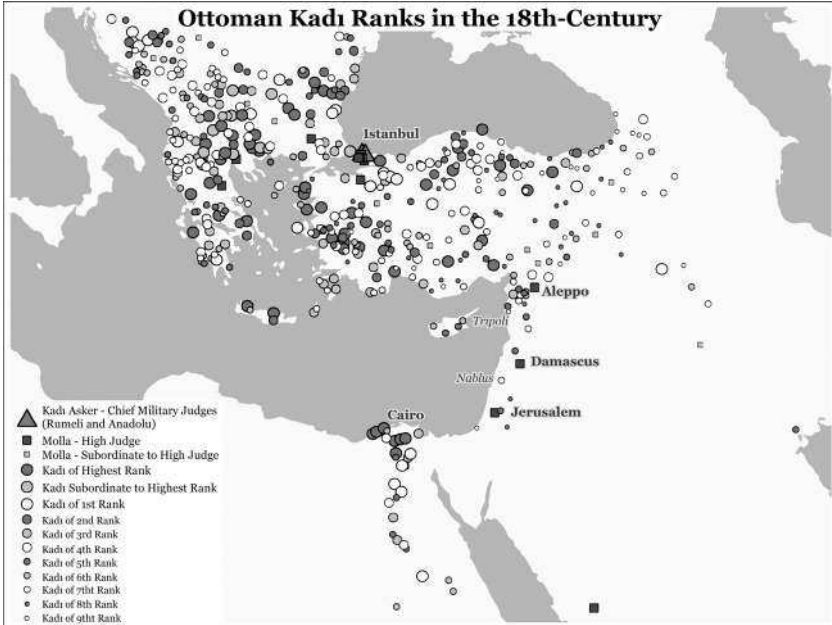 Ottoman Kadı Ranks in the 18th-Century
Istanbul
Aleppo
Tripoli
Damascus
Nablus
Jerusalem
Cairo
Kadı Asker - Chief Military Judges
(Rumeli and Anadolu)
Molla - High Judge
Molla - Subordinate to High Judge
Kadı of Highest Rank
Kadı Subordinate to Highest Rank
Kadı of 1st Rank
Kadı of 2nd Rank
Kadı of 3rd Rank
Kadı of 4th Rank
Kadı of 5th Rank
Kadı of 6th Rank
Kadı of 7tht Rank
Kadı of 8th Rank
Kadı of 9tht Rank